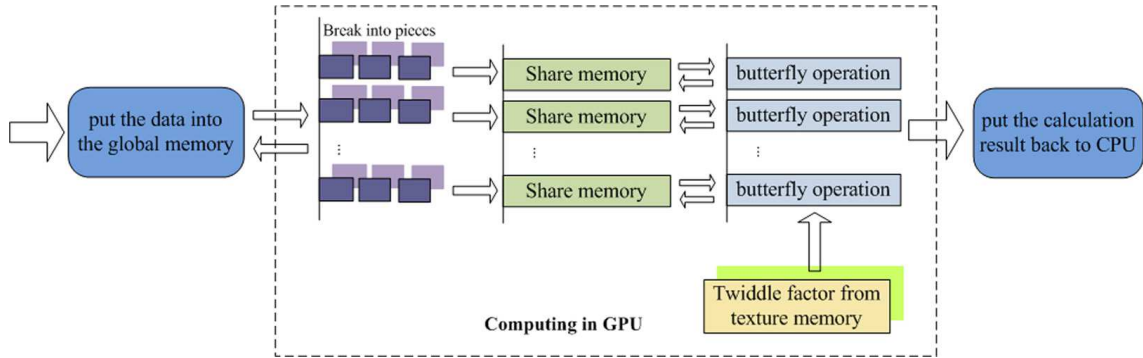 Break into pieces
put the data into
the global memory
Share memory
butterfly operation
Share memory
butterfly operation
...
...
...
Share memory
butterfly operation
put the calculation
result back to CPU
Twiddle factor from
texture memory
Computing in GPU